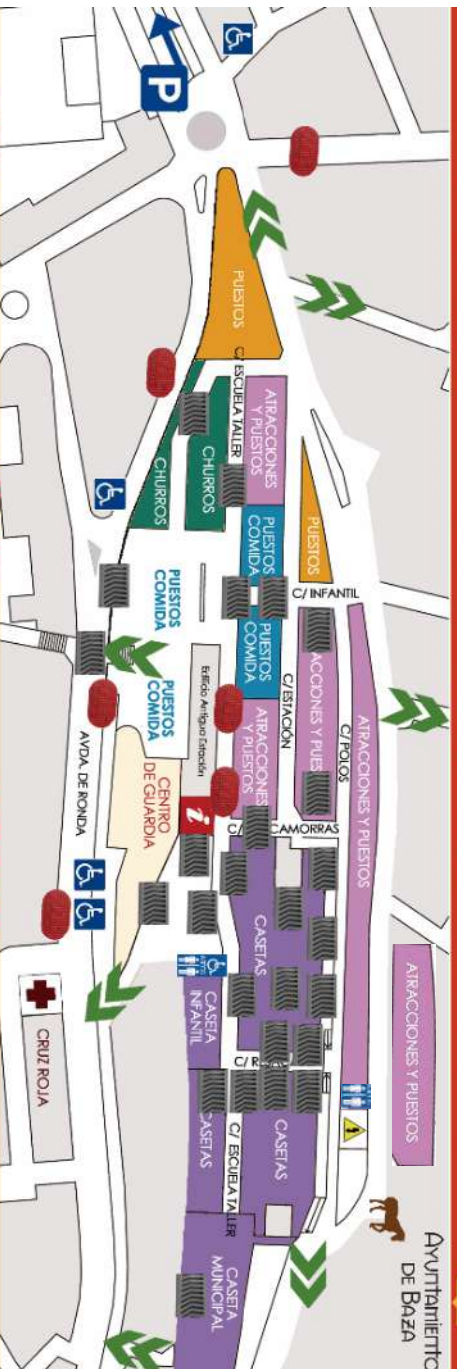 AYUNTAMIENTO
DE BAZA
P
PUESTOS
C/ ESCUELA TALLER
ATRACCIONES
Y PUESTOS
CHURROS
CHURROS
PUESTOS
C/ INFANTIL
PUESTOS
COMIDA
PUESTOS
COMIDA
PUESTOS
COMIDA
PUESTOS
COMIDA
Edificio Antigua Estación
C/ESTACIÓN
ACCIONES Y PUES
C/ POLOS
ATRACCIONES Y PUESTOS
ATRACCIONES
Y PUESTOS
i
CENTRO
DE GUARDIA
AVDA. DE RONDA
C/
CAMORRAS
CASETAS
ATRACCIONES Y PUESTOS
CASETA
INFANTIL
CRUZ ROJA
C/ R
CASETAS
CASETAS
C/ ESCUELA TALLER
CASETA
MUNICIPAL